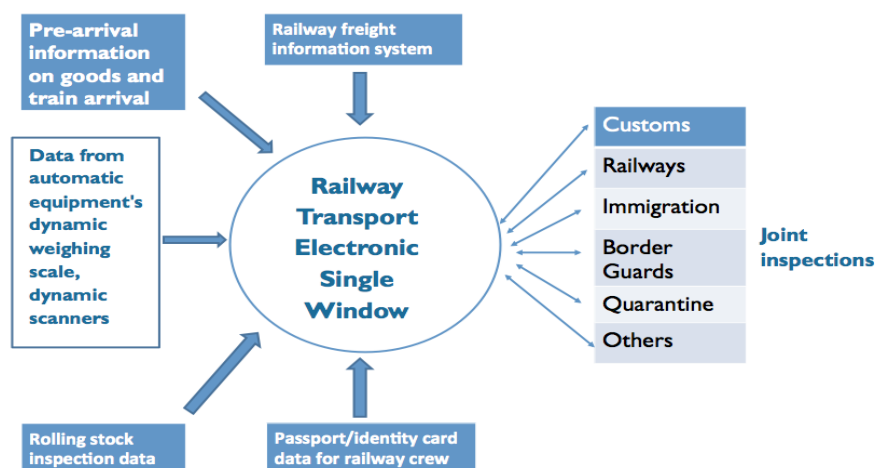 Pre-arrival
information
on goods and
train arrival
Railway freight
information system
Data from
automatic
equipment's
dynamic
weighing
scale,
dynamic
scanners
Railway
Transport
Electronic
Single
Window
Customs
Railways
Immigration
Border
Guards
Quarantine
Others
Joint
inspections
Rolling stock
inspection data
Passport/identity card
data for railway crew